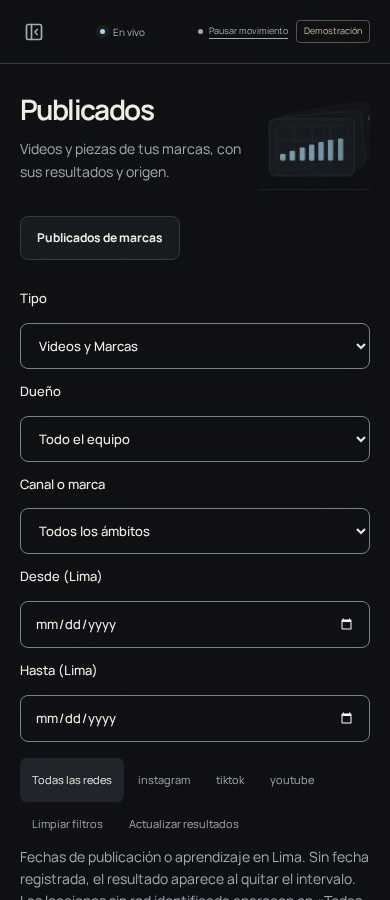 En vivo
Pausar movimiento
Demostración
Publicados
Videos y piezas de tus marcas, con
sus resultados y origen.
Publicados de marcas
Tipo
Videos y Marcas
Dueño
Todo el equipo
Canal o marca
Todos los ámbitos
Desde (Lima)
mm/dd/yyyy
Hasta (Lima)
mm/dd/yyyy
Todas las redes
instagram
tiktok
youtube
Limpiar filtros
Actualizar resultados
Fechas de publicación o aprendizaje en Lima. Sin fecha
registrada, el resultado aparece al quitar el intervalo.